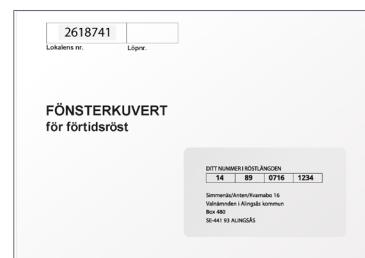 2618741
Lokalens nr. Löpnr.
FÖNSTERKUVERT
för förtidsröst
DITT NUMMER I RÖSTLÄNGDEN
14 89 0716 1234
Simmenäs/Anten/Kvarnabo 16
Valnämnden i Alingsås kommun
Box 480
SE-441 93 ALINGSÅS